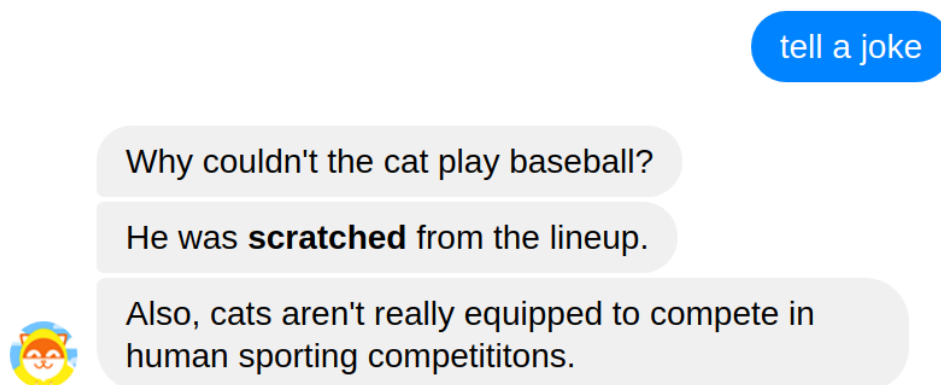 tell a joke
Why couldn't the cat play baseball?
He was scratched from the lineup.
Also, cats aren't really equipped to compete in
human sporting competititons.